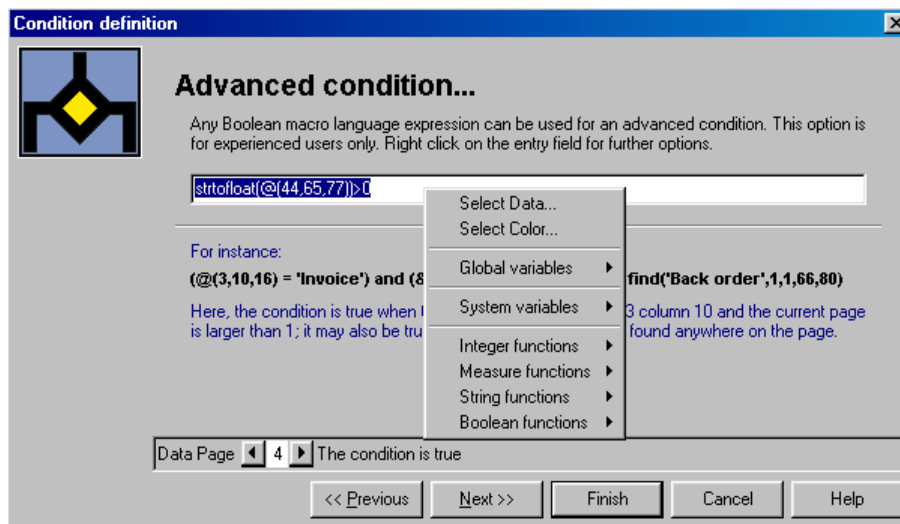 Condition definition
Advanced condition...
Any Boolean macro language expression can be used for an advanced condition. This option is
for experienced users only. Right click on the entry field for further options.
strtofloat(@(44,65,77))>0
Select Data...
Select Color...
Global variables
System variables
Integer functions
Measure functions
String functions
Boolean functions
For instance:
(@(3,10,16) = 'Invoice') and (& find('Back order',1,1,66,80)
Here, the condition is true when 3 column 10 and the current page
is larger than 1; it may also be tru found anywhere on the page.
Data Page 4 The condition is true
<< Previous Next >> Finish Cancel Help